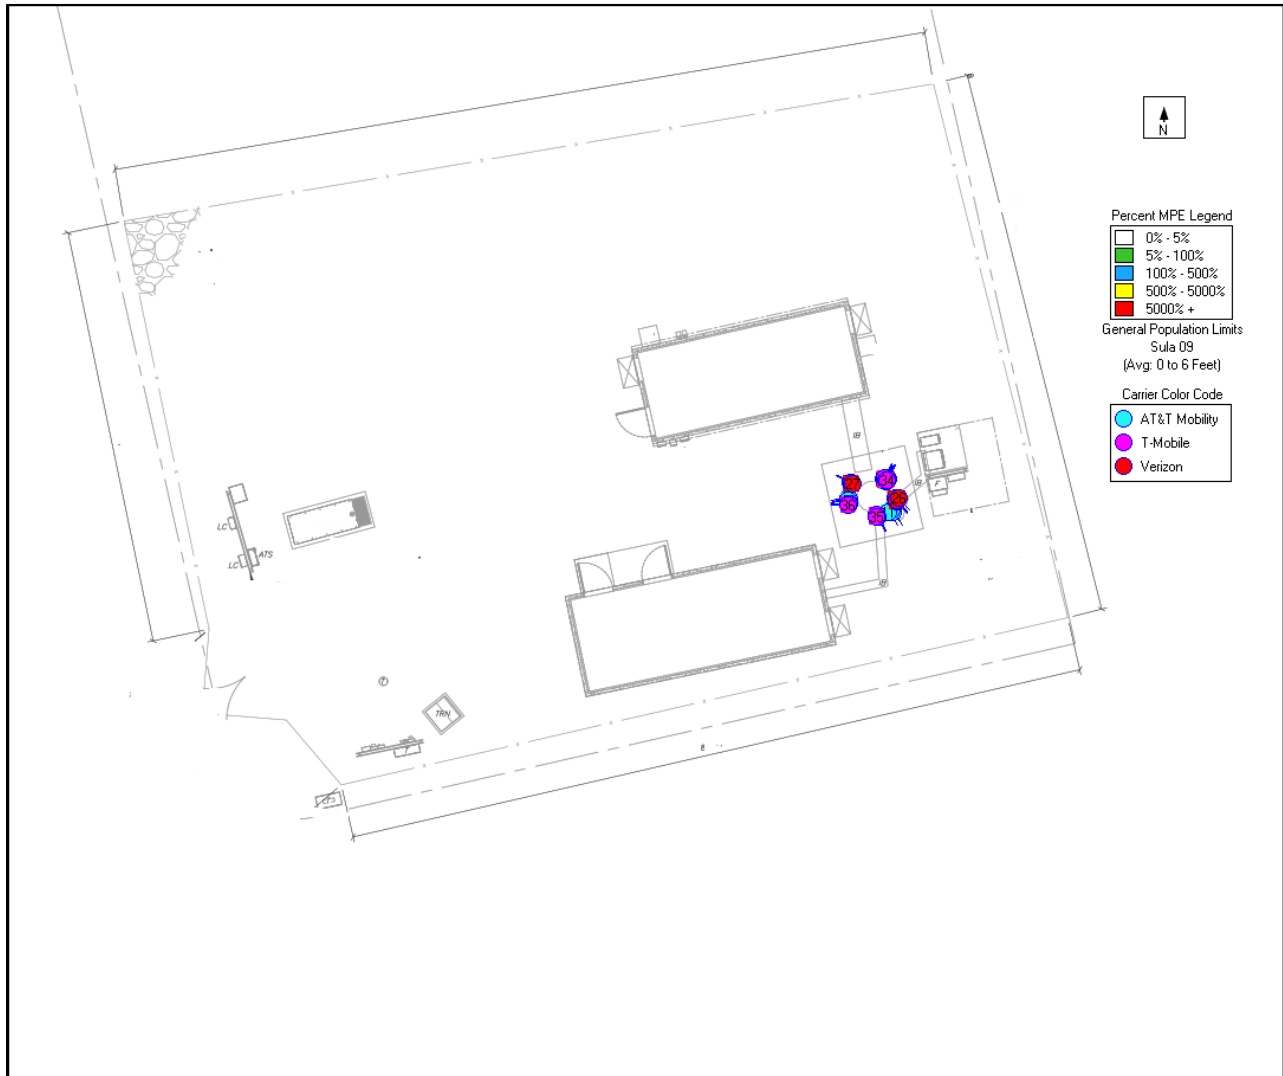 N
Percent MPE Legend
0% - 5%
5% - 100%
100% - 500%
500% - 5000%
5000% +
General Population Limits
Sula 09
(Avg: 0 to 6 Feet)
Carrier Color Code
AT&T Mobility
T-Mobile
Verizon
27
34
36
26
35
F
LC
ATS
LC
T
TRN